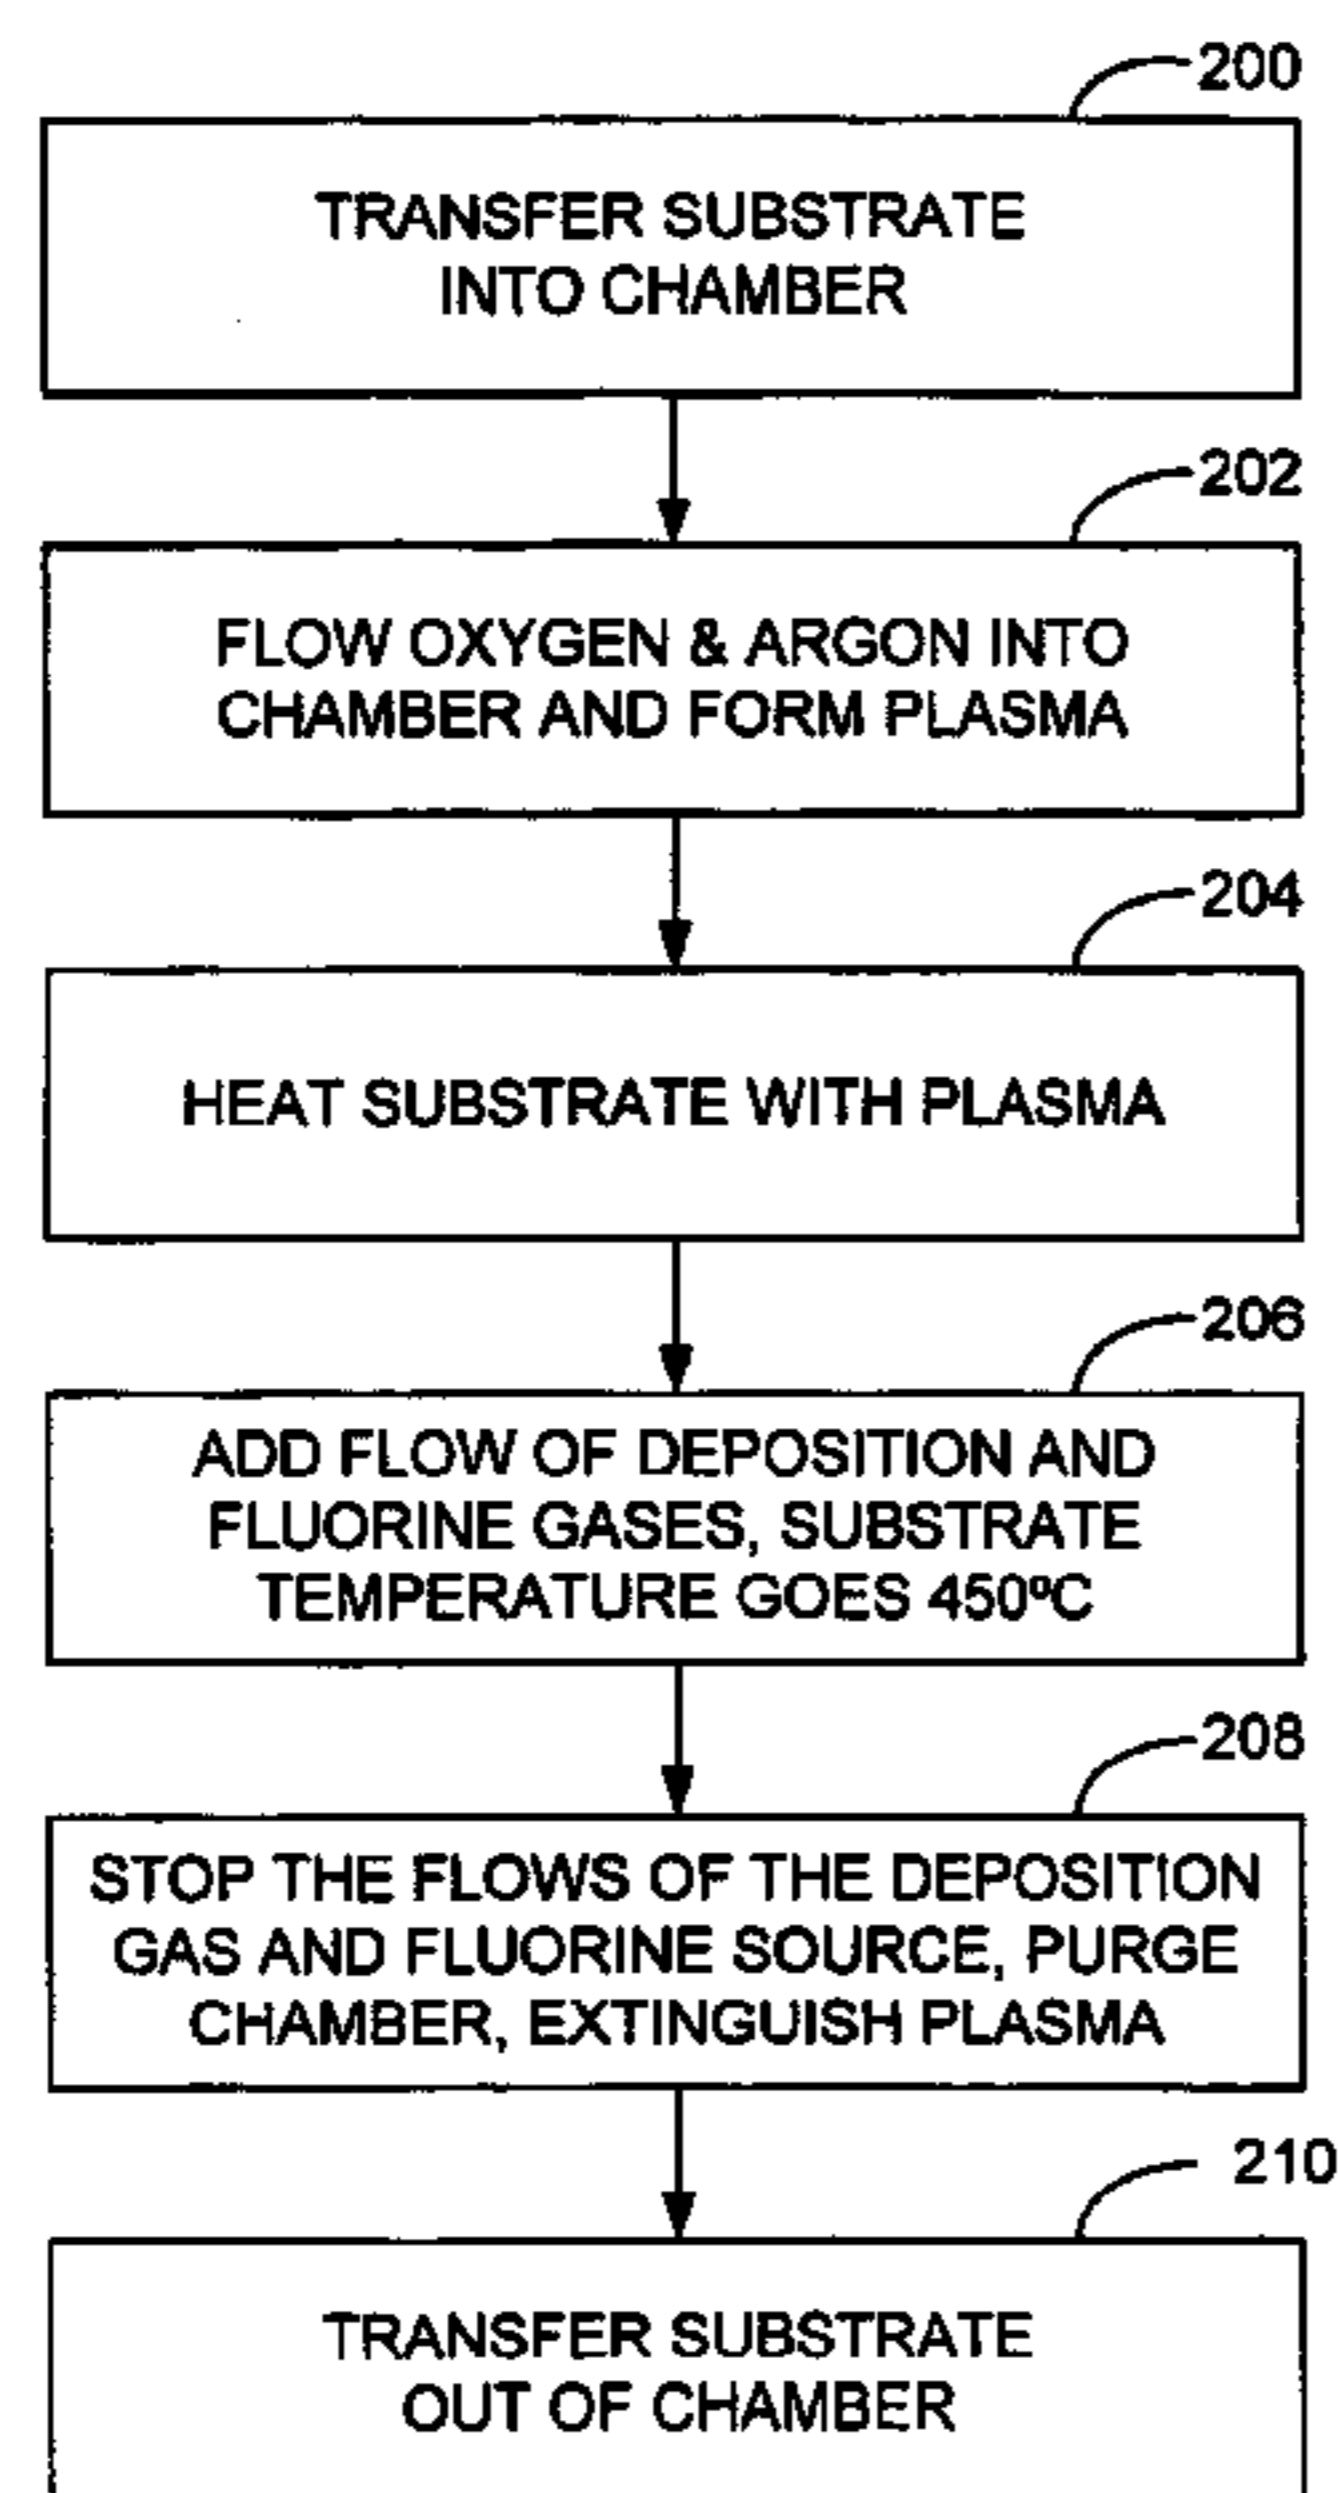 200
TRANSFER SUBSTRATE
INTO CHAMBER
202
FLOW OXYGEN & ARGON INTO
CHAMBER AND FORM PLASMA
204
HEAT SUBSTRATE WITH PLASMA
206
ADD FLOW OF DEPOSITION AND
FLUORINE GASES, SUBSTRATE
TEMPERATURE GOES 450ºC
208
STOP THE FLOWS OF THE DEPOSITION
GAS AND FLUORINE SOURCE, PURGE
CHAMBER, EXTINGUISH PLASMA
210
TRANSFER SUBSTRATE
OUT OF CHAMBER